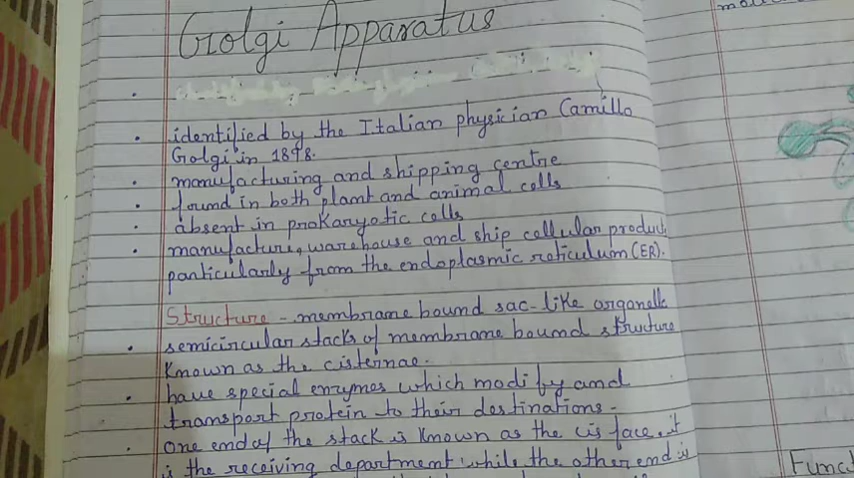 Golgi Apparatus
identified by the Italian physician Camillo
Golgi in 1898.
manufacturing and shipping centre
found in both plant and animal cells
absent in proKaryotic cells
manufacture, warehouse and ship cellular product
particularly from the endoplasmic reticulum (ER).
Structure - membrane bound sac-like organelle
semicircular stacks of membrane bound structure
Known as the cisternae.
have special enzymes which modify and
transport protein to their destinations -
one end of the stack is Known as the cis face, it
is the receiving department while the other end is
Funct